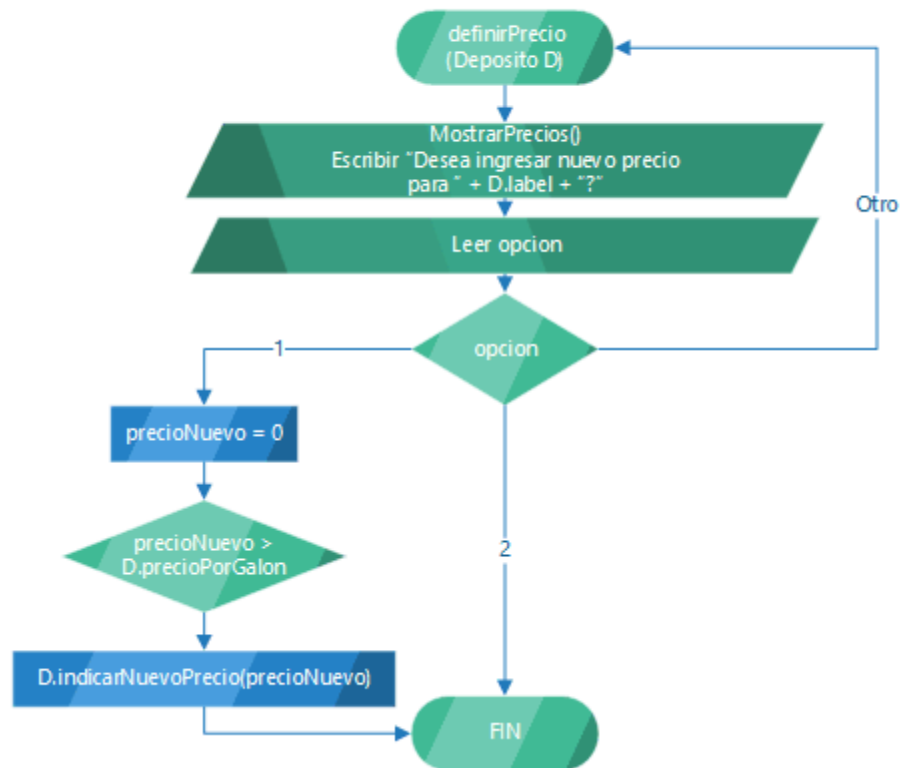 definirPrecio
(Deposito D)
MostrarPrecios()
Escribir "Desea ingresar nuevo precio
para " + D.label + "?"
Otro
Leer opcion
opcion
1
precioNuevo = 0
precioNuevo >
D.precioPorGalon
2
D.indicarNuevoPrecio(precioNuevo)
FIN